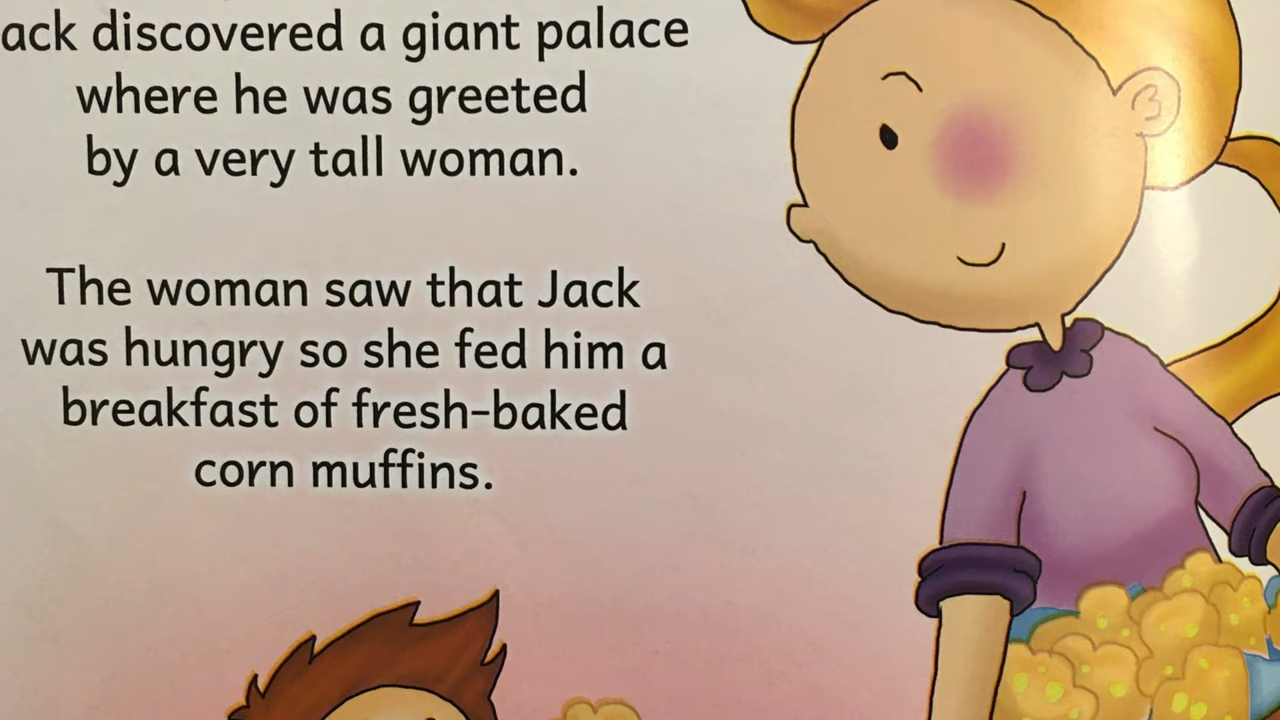 ack discovered a giant palace
where he was greeted
by a very tall woman.
The woman saw that Jack
was hungry so she fed him a
breakfast of fresh-baked
corn muffins.